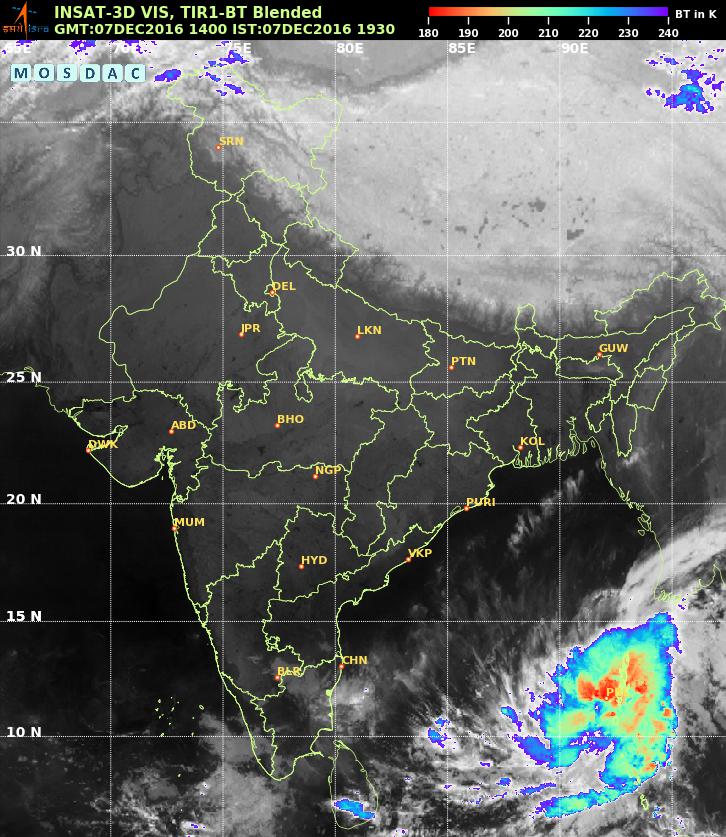 INSAT-3D VIS, TIR1-BT Blended
GMT:07DEC2016 1400 IST:07DEC2016 1930
BT in K
180 190 200 210 220 230 240
75E 80E 85E 90E
M O S D A C
SRN
30 N
DEL
JPR LKN
GUW
PTN
25 N
ABD BHO
DWK KOL
NGP
20 N PURI
MUM
VKP
HYD
15 N
CHN
BLR
10 N